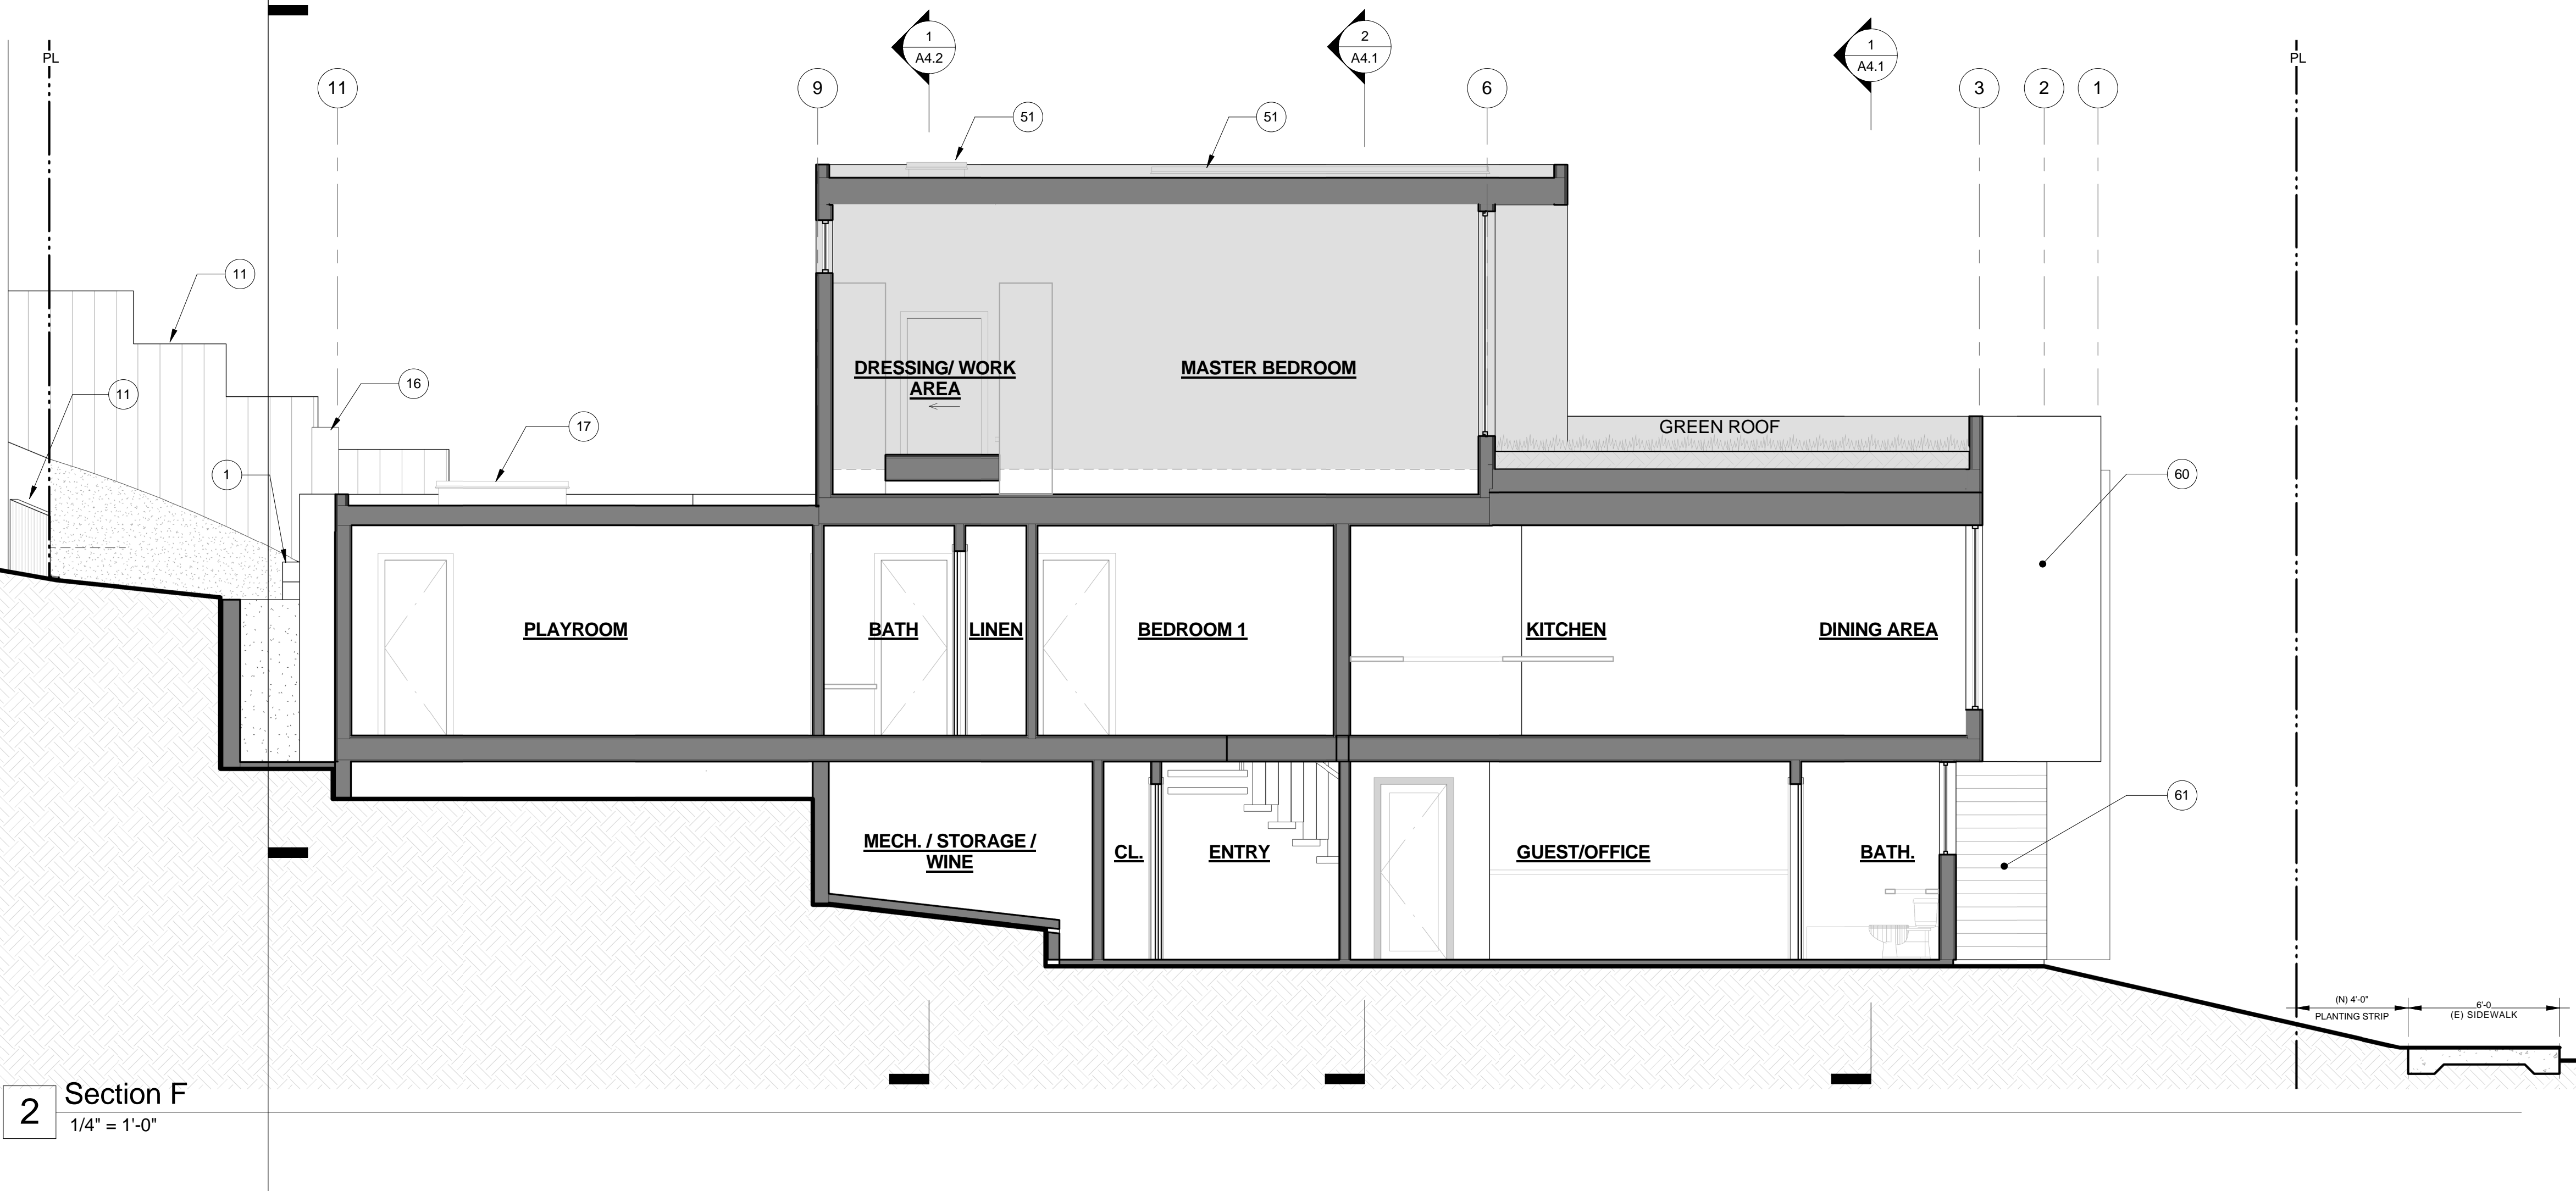 1
A4.2
2
A4.1
1
A4.1
PL
PL
11
9
6
3
2
1
51
51
11
16
11
17
1
DRESSING/ WORK
AREA
MASTER BEDROOM
GREEN ROOF
60
PLAYROOM
BATH
LINEN
BEDROOM 1
KITCHEN
DINING AREA
61
MECH. / STORAGE /
WINE
CL.
ENTRY
GUEST/OFFICE
BATH.
(N) 4'-0"
PLANTING STRIP
6'-0
(E) SIDEWALK
2
Section F
1/4" = 1'-0"